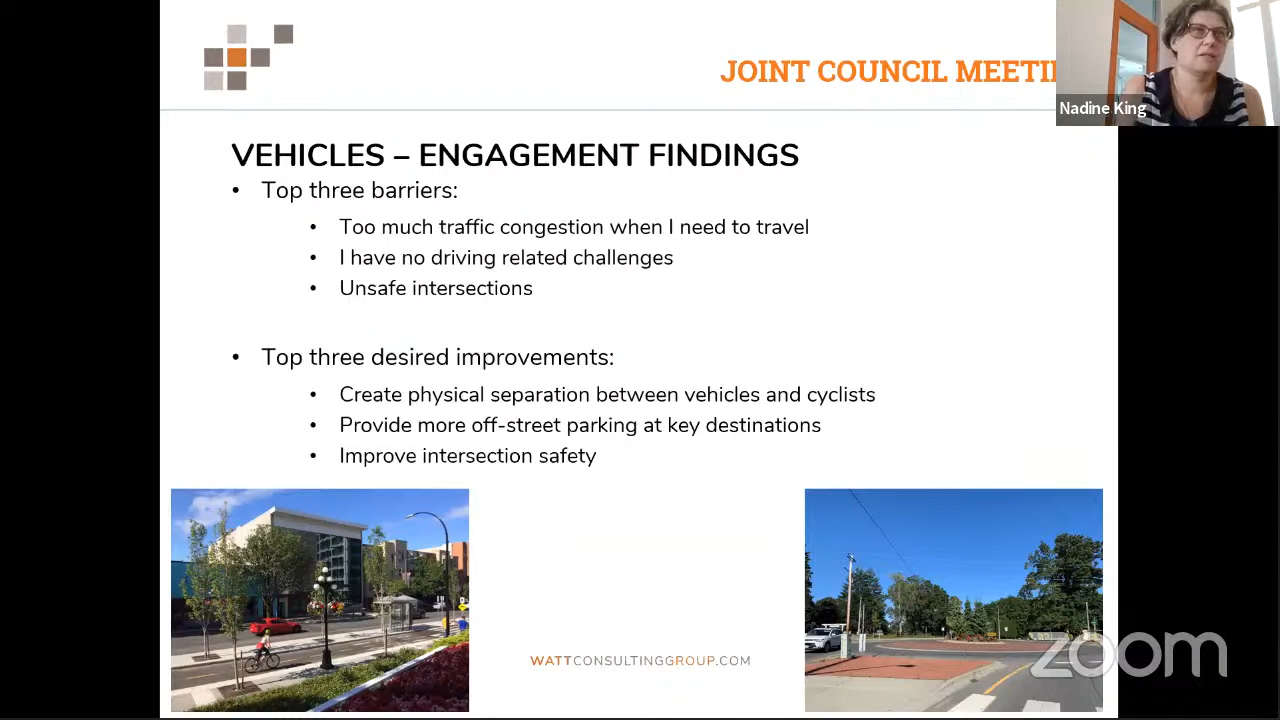 JOINT COUNCIL MEETI
Nadine King
VEHICLES – ENGAGEMENT FINDINGS
• Top three barriers:
• Too much traffic congestion when I need to travel
• I have no driving related challenges
• Unsafe intersections
• Top three desired improvements:
• Create physical separation between vehicles and cyclists
• Provide more off-street parking at key destinations
• Improve intersection safety
WATTCONSULTINGGROUP.COM
zoom